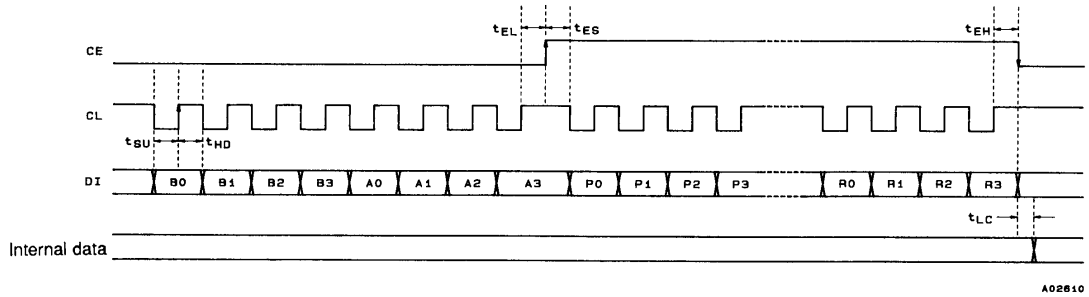 tEL tES tEH
CE
CL
tSU tHD
DI B0 B1 B2 B3 A0 A1 A2 A3 P0 P1 P2 P3 R0 R1 R2 R3
tLC
Internal data
A02610